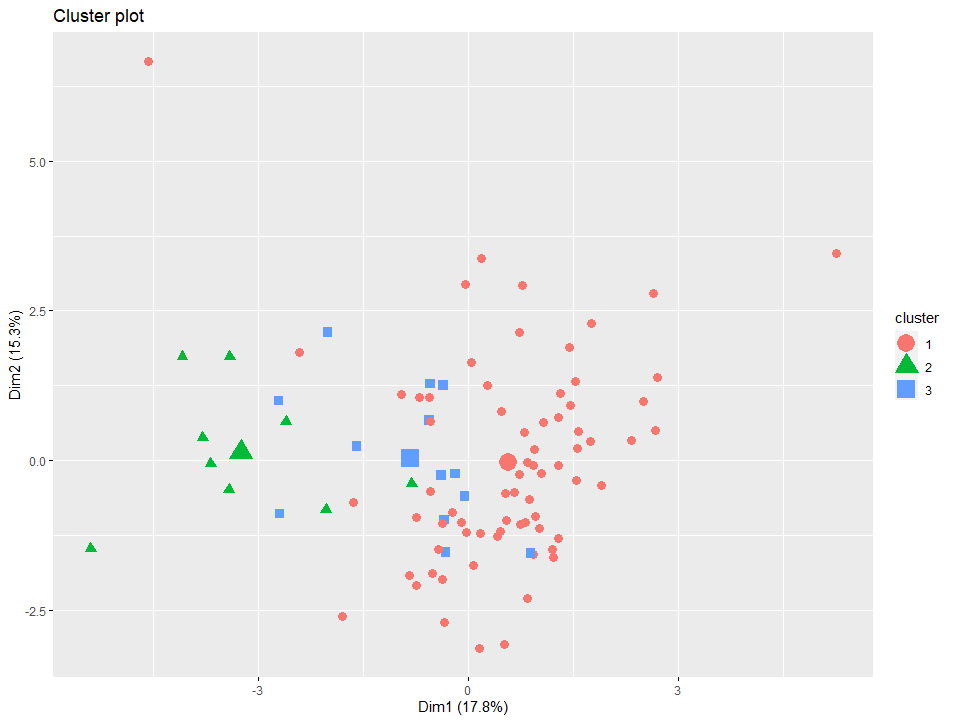 Cluster plot
5.0
2.5
0.0
-2.5
Dim2 (15.3%)
-3
0
3
Dim1 (17.8%)
cluster
1
2
3